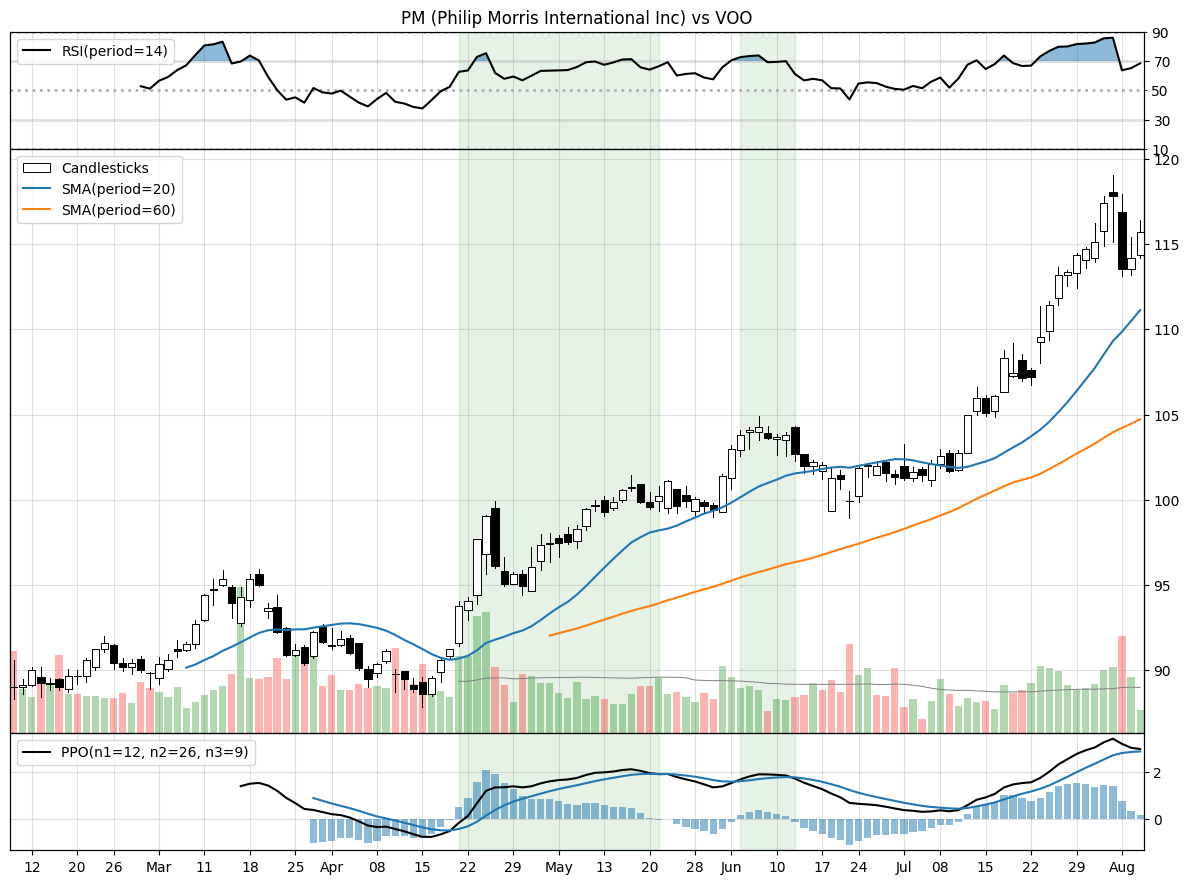 PM (Philip Morris International Inc) vs VOO
RSI(period=14)
90
70
50
30
10
Candlesticks
SMA(period=20)
SMA(period=60)
120
115
110
105
100
95
90
PPO(n1=12, n2=26, n3=9)
2
0
12 20 26 Mar 11 18 25 Apr 08 15 22 29 May 13 20 28 Jun 10 17 24 Jul 08 15 22 29 Aug